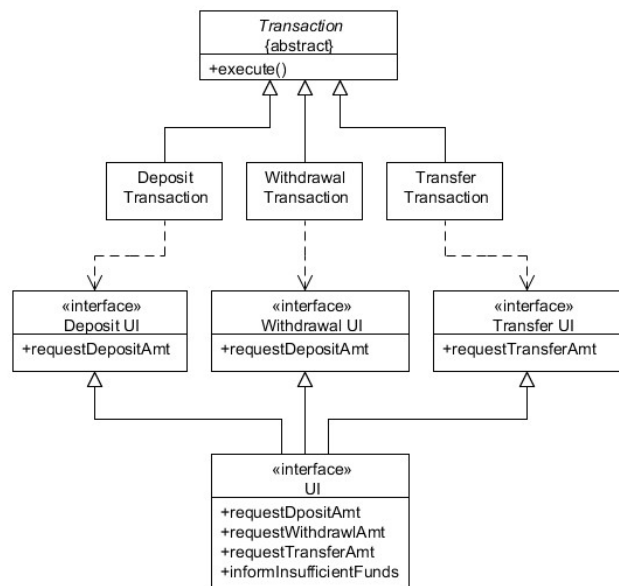 Transaction
{abstract}
+execute()
Deposit
Transaction
Withdrawal
Transaction
Transfer
Transaction
«interface»
Deposit UI
+requestDepositAmt
«interface»
Withdrawal UI
+requestDepositAmt
«interface»
Transfer UI
+requestTransferAmt
«interface»
UI
+requestDpositAmt
+requestWithdrawlAmt
+requestTransferAmt
+informInsufficientFunds